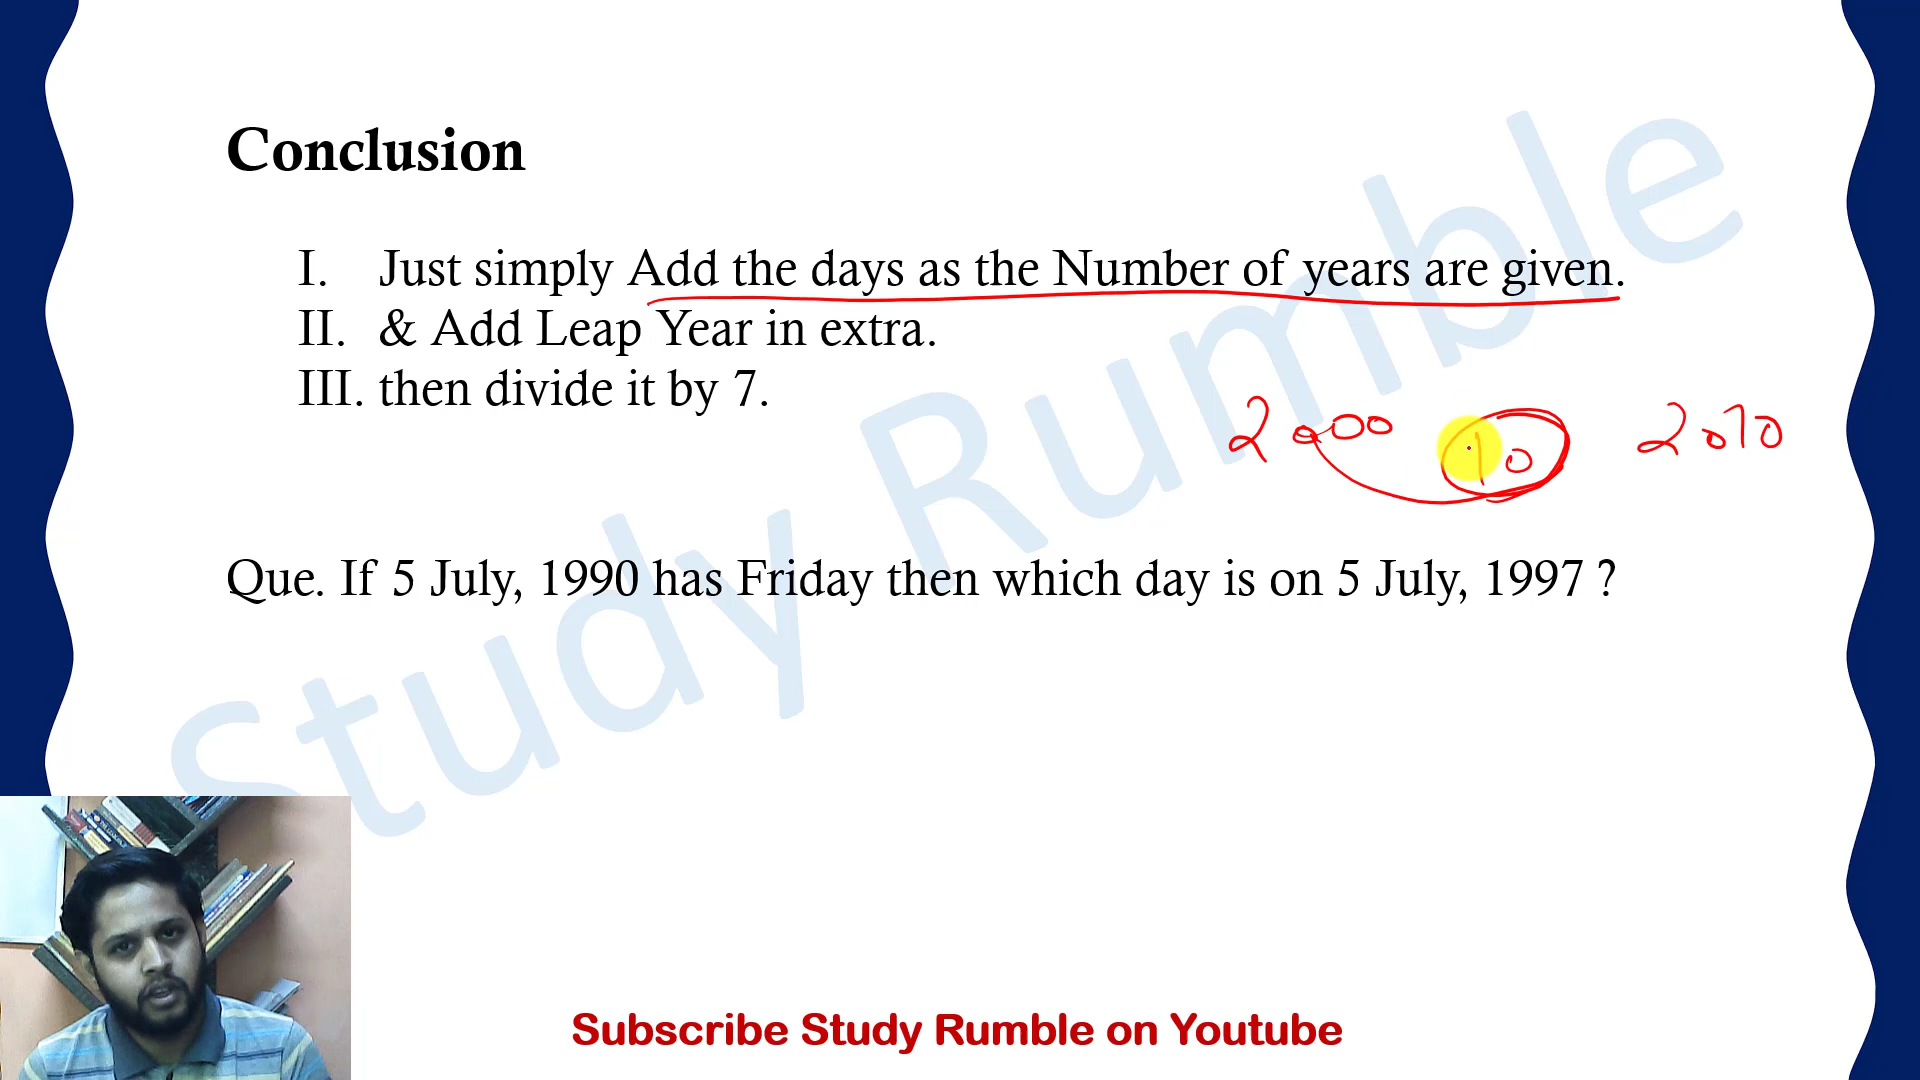 Conclusion
I. Just simply Add the days as the Number of years are given.
II. & Add Leap Year in extra.
III. then divide it by 7.
2000 10 2010
Que. If 5 July, 1990 has Friday then which day is on 5 July, 1997 ?
Study Rumble
Subscribe Study Rumble on Youtube